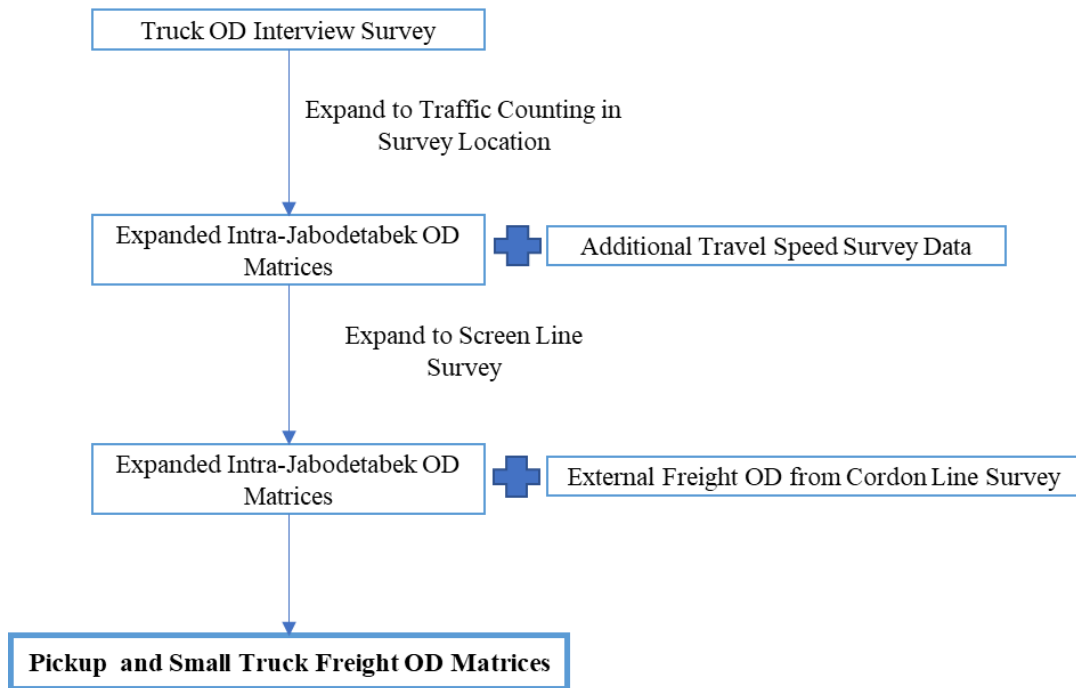 Truck OD Interview Survey
Expand to Traffic Counting in
Survey Location
Expanded Intra-Jabodetabek OD
Matrices
Additional Travel Speed Survey Data
Expand to Screen Line
Survey
Expanded Intra-Jabodetabek OD
Matrices
External Freight OD from Cordon Line Survey
Pickup and Small Truck Freight OD Matrices